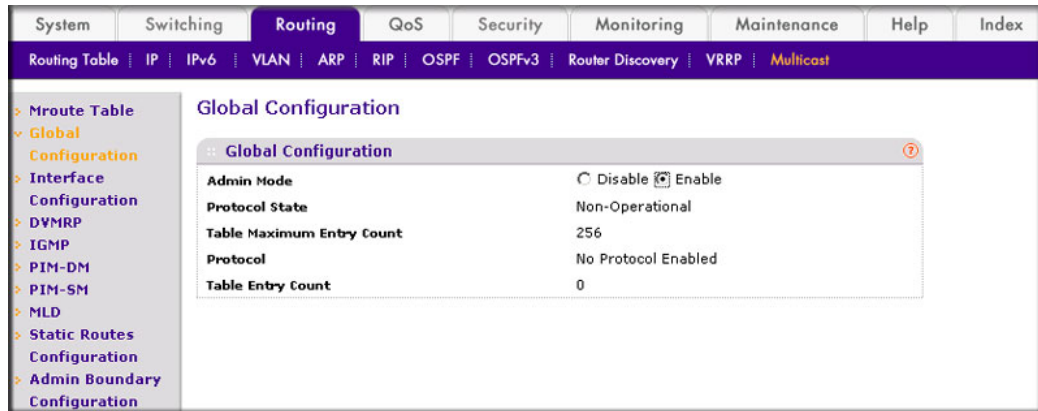 System Switching Routing QoS Security Monitoring Maintenance Help Index
Routing Table IP IPv6 VLAN ARP RIP OSPF OSPFv3 Router Discovery VRRP Multicast
Mroute Table
Global
Configuration
Interface
Configuration
DVMRP
IGMP
PIM-DM
PIM-SM
MLD
Static Routes
Configuration
Admin Boundary
Configuration
Global Configuration
Global Configuration ?
Admin Mode Disable Enable
Protocol State Non-Operational
Table Maximum Entry Count 256
Protocol No Protocol Enabled
Table Entry Count 0